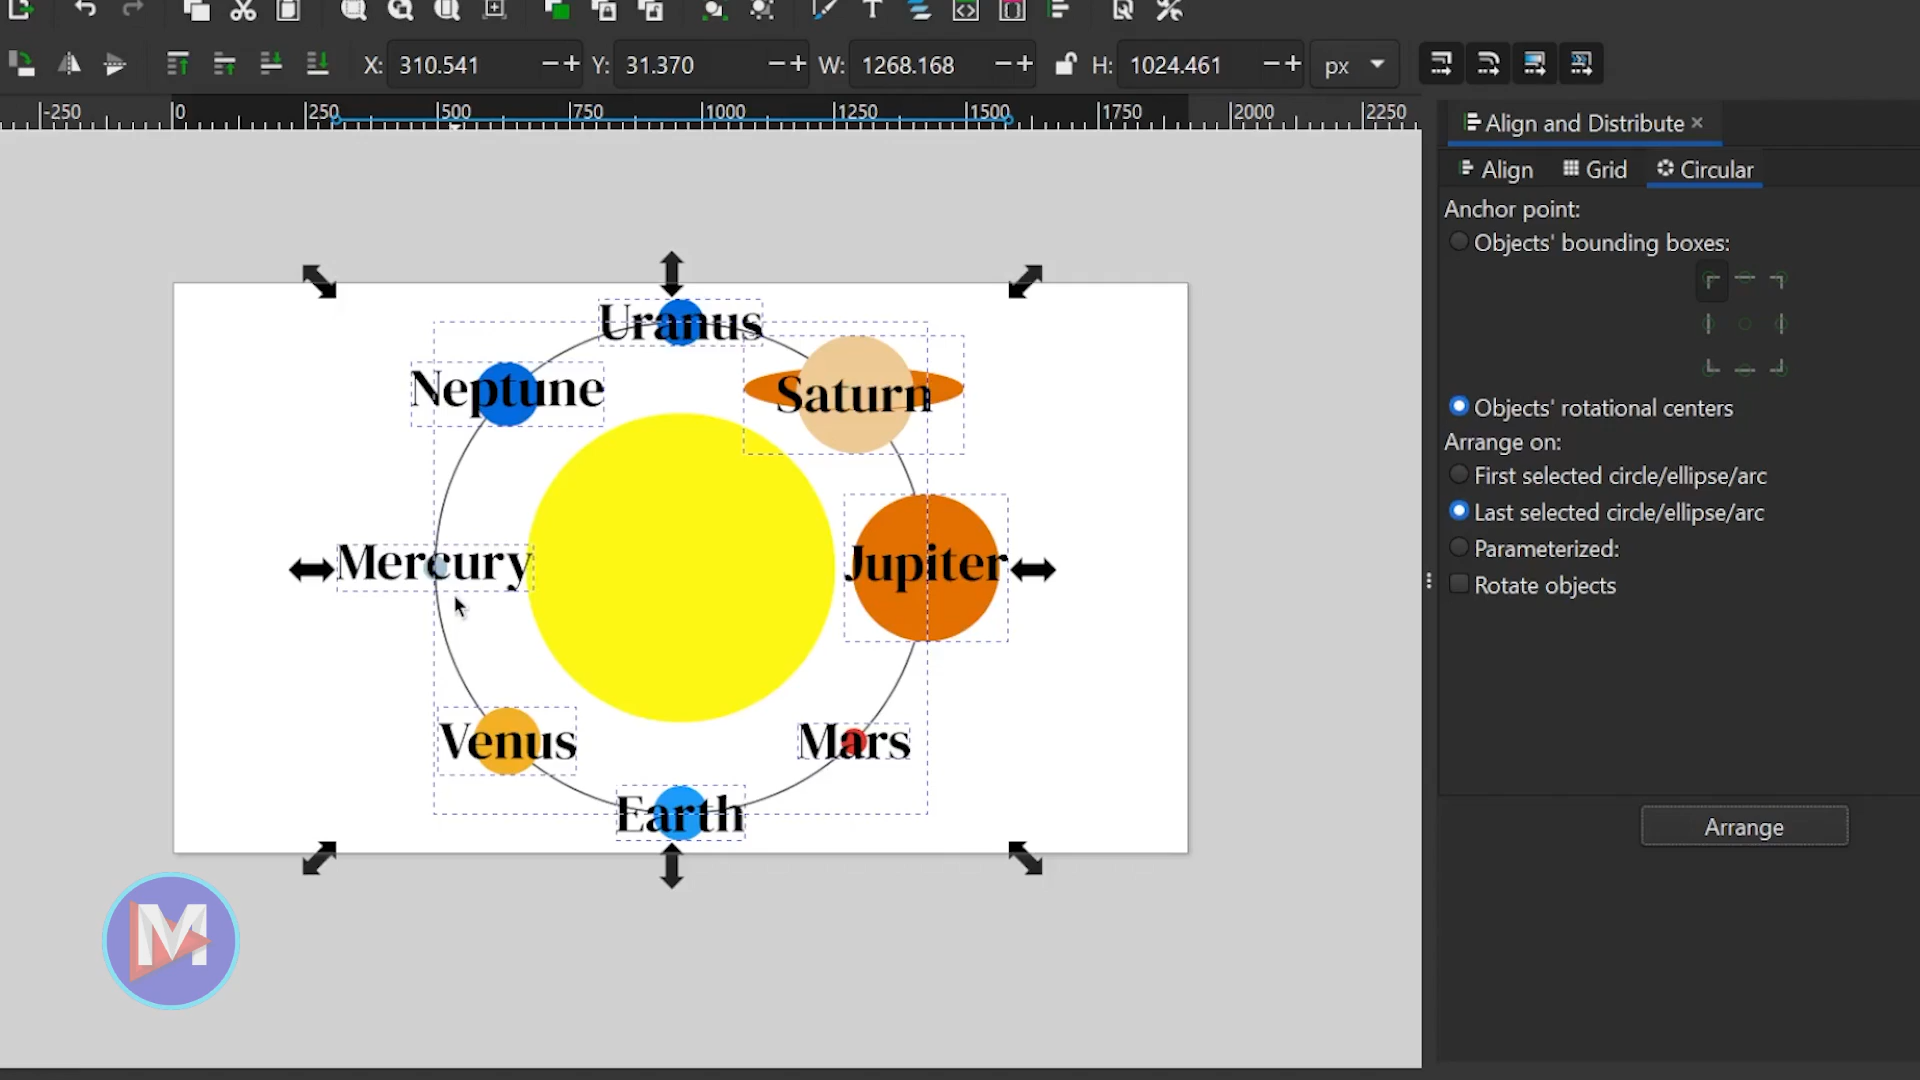 X: 310.541 Y: 31.370 W: 1268.168 H: 1024.461 px
-250 0 250 500 750 1000 1250 1500 1750 2000 2250
Align and Distribute
Align Grid Circular
Anchor point:
Objects' bounding boxes:
Objects' rotational centers
Arrange on:
First selected circle/ellipse/arc
Last selected circle/ellipse/arc
Parameterized:
Rotate objects
Arrange
Uranus
Neptune
Saturn
Mercury
Jupiter
Venus
Mars
Earth
M